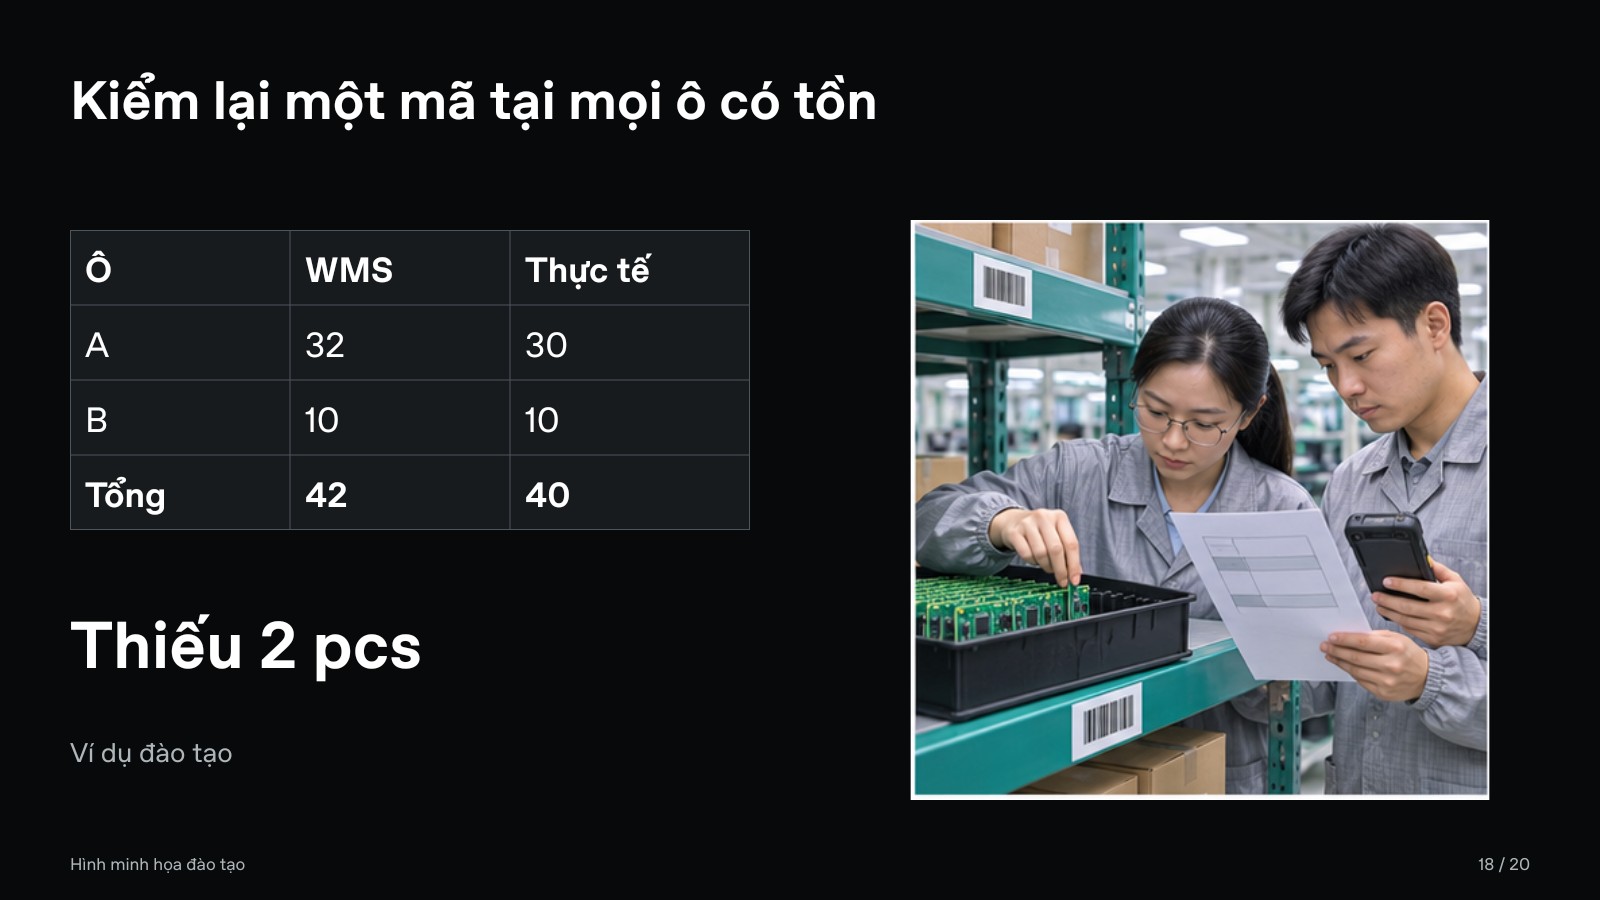 Kiểm lại một mã tại mọi ô có tồn
Ô WMS Thực tế
A 32 30
B 10 10
Tổng 42 40
Thiếu 2 pcs
Ví dụ đào tạo
Hình minh họa đào tạo
18 / 20